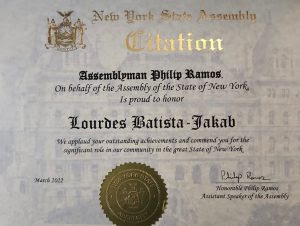 New York State Assembly
Citation
Assemblyman Philip Ramos
On behalf of the Assembly of the State of New York,
Is proud to honor
Lourdes Batista-Jakab
We applaud your outstanding achievements and commend you for the
significant role in our community in the great State of New York
March 2022
Philip Ramos
Honorable Philip Ramos
Assistant Speaker of the Assembly